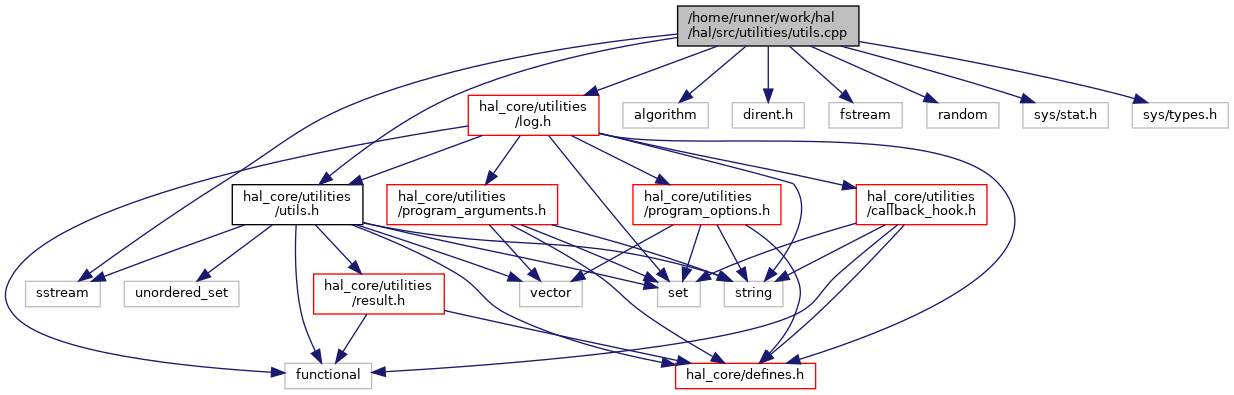 /home/runner/work/hal
/hal/src/utilities/utils.cpp
hal_core/utilities
/log.h
algorithm
dirent.h
fstream
random
sys/stat.h
sys/types.h
hal_core/utilities
/utils.h
hal_core/utilities
/program_arguments.h
hal_core/utilities
/program_options.h
hal_core/utilities
/callback_hook.h
sstream
unordered_set
hal_core/utilities
/result.h
vector
set
string
functional
hal_core/defines.h